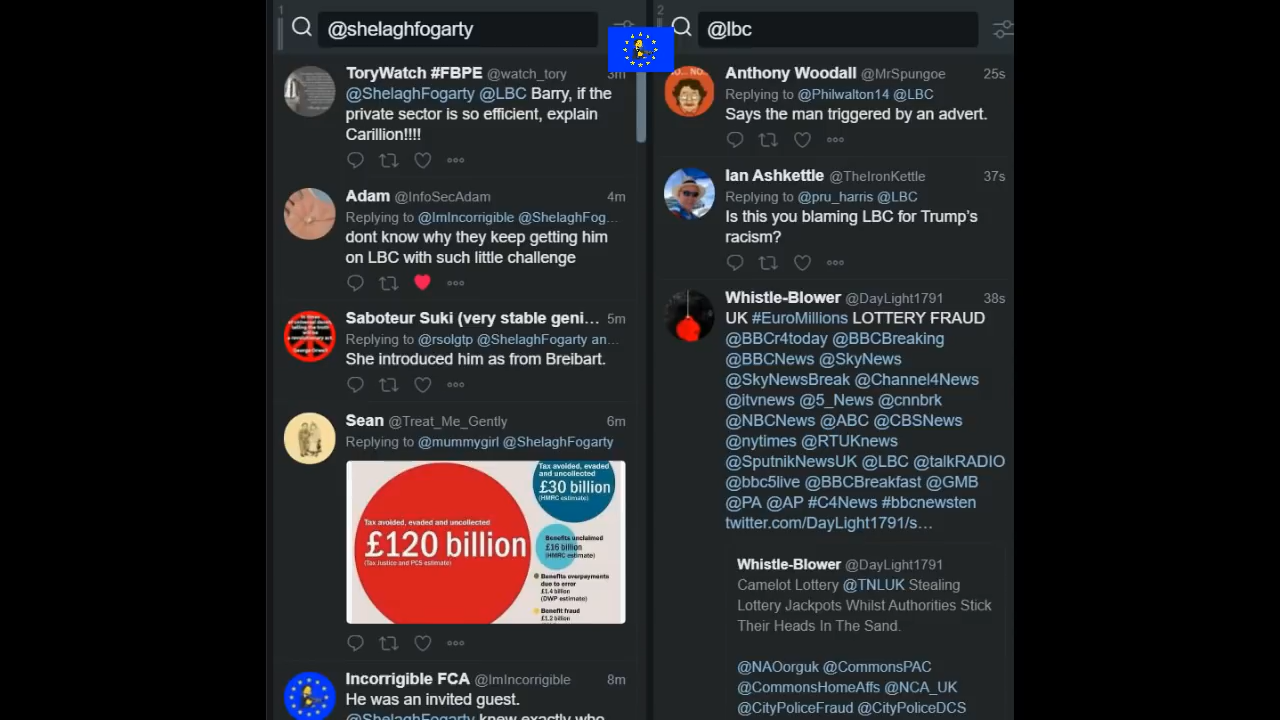 1
@shelaghfogarty
ToryWatch #FBPE @watch_tory 3m
@ShelaghFogarty @LBC Barry, if the
private sector is so efficient, explain
Carillion!!!!
Adam @InfoSecAdam 4m
Replying to @ImIncorrigible @ShelaghFog...
dont know why they keep getting him
on LBC with such little challenge
Saboteur Suki (very stable geni... 5m
Replying to @rsolgtp @ShelaghFogarty an...
She introduced him as from Breibart.
Sean @Treat_Me_Gently 6m
Replying to @mummygirl @ShelaghFogarty
Tax avoided, evaded and uncollected
£120 billion
(Tax Justice and PCS estimate)
Tax avoided, evaded
and uncollected
£30 billion
(HMRC estimate)
Benefits unclaimed
£16 billion
(HMRC estimate)
Benefits overpayments
due to error
£1.4 billion
(DWP estimate)
Benefit fraud
£1.2 billion
Incorrigible FCA @ImIncorrigible 8m
He was an invited guest.
@ShelaghFogarty knew exactly who
2
@lbc
Anthony Woodall @MrSpungoe 25s
Replying to @Philwalton14 @LBC
Says the man triggered by an advert.
Ian Ashkettle @TheIronKettle 37s
Replying to @pru_harris @LBC
Is this you blaming LBC for Trump's
racism?
Whistle-Blower @DayLight1791 38s
UK #EuroMillions LOTTERY FRAUD
@BBCr4today @BBCBreaking
@BBCNews @SkyNews
@SkyNewsBreak @Channel4News
@itvnews @5_News @cnnbrk
@NBCNews @ABC @CBSNews
@nytimes @RTUKnews
@SputnikNewsUK @LBC @talkRADIO
@bbc5live @BBCBreakfast @GMB
@PA @AP #C4News #bbcnewsten
twitter.com/DayLight1791/s...
Whistle-Blower @DayLight1791
Camelot Lottery @TNLUK Stealing
Lottery Jackpots Whilst Authorities Stick
Their Heads In The Sand.
@NAOorguk @CommonsPAC
@CommonsHomeAffs @NCA_UK
@CityPoliceFraud @CityPoliceDCS